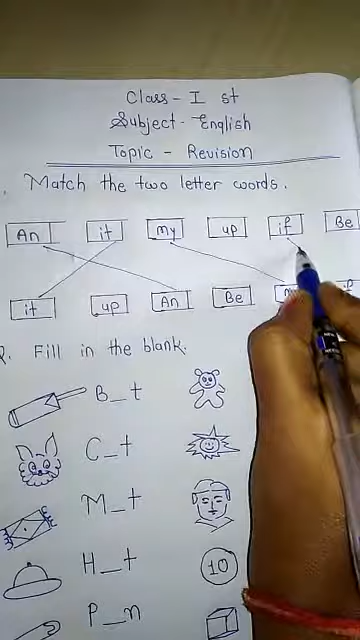 Class - I st
Subject - English
Topic - Revision
Match the two letter words.
An it my up if Be
it up An Be
Fill in the blank.
B_t
C_t
M_t
H_t
10
P_n